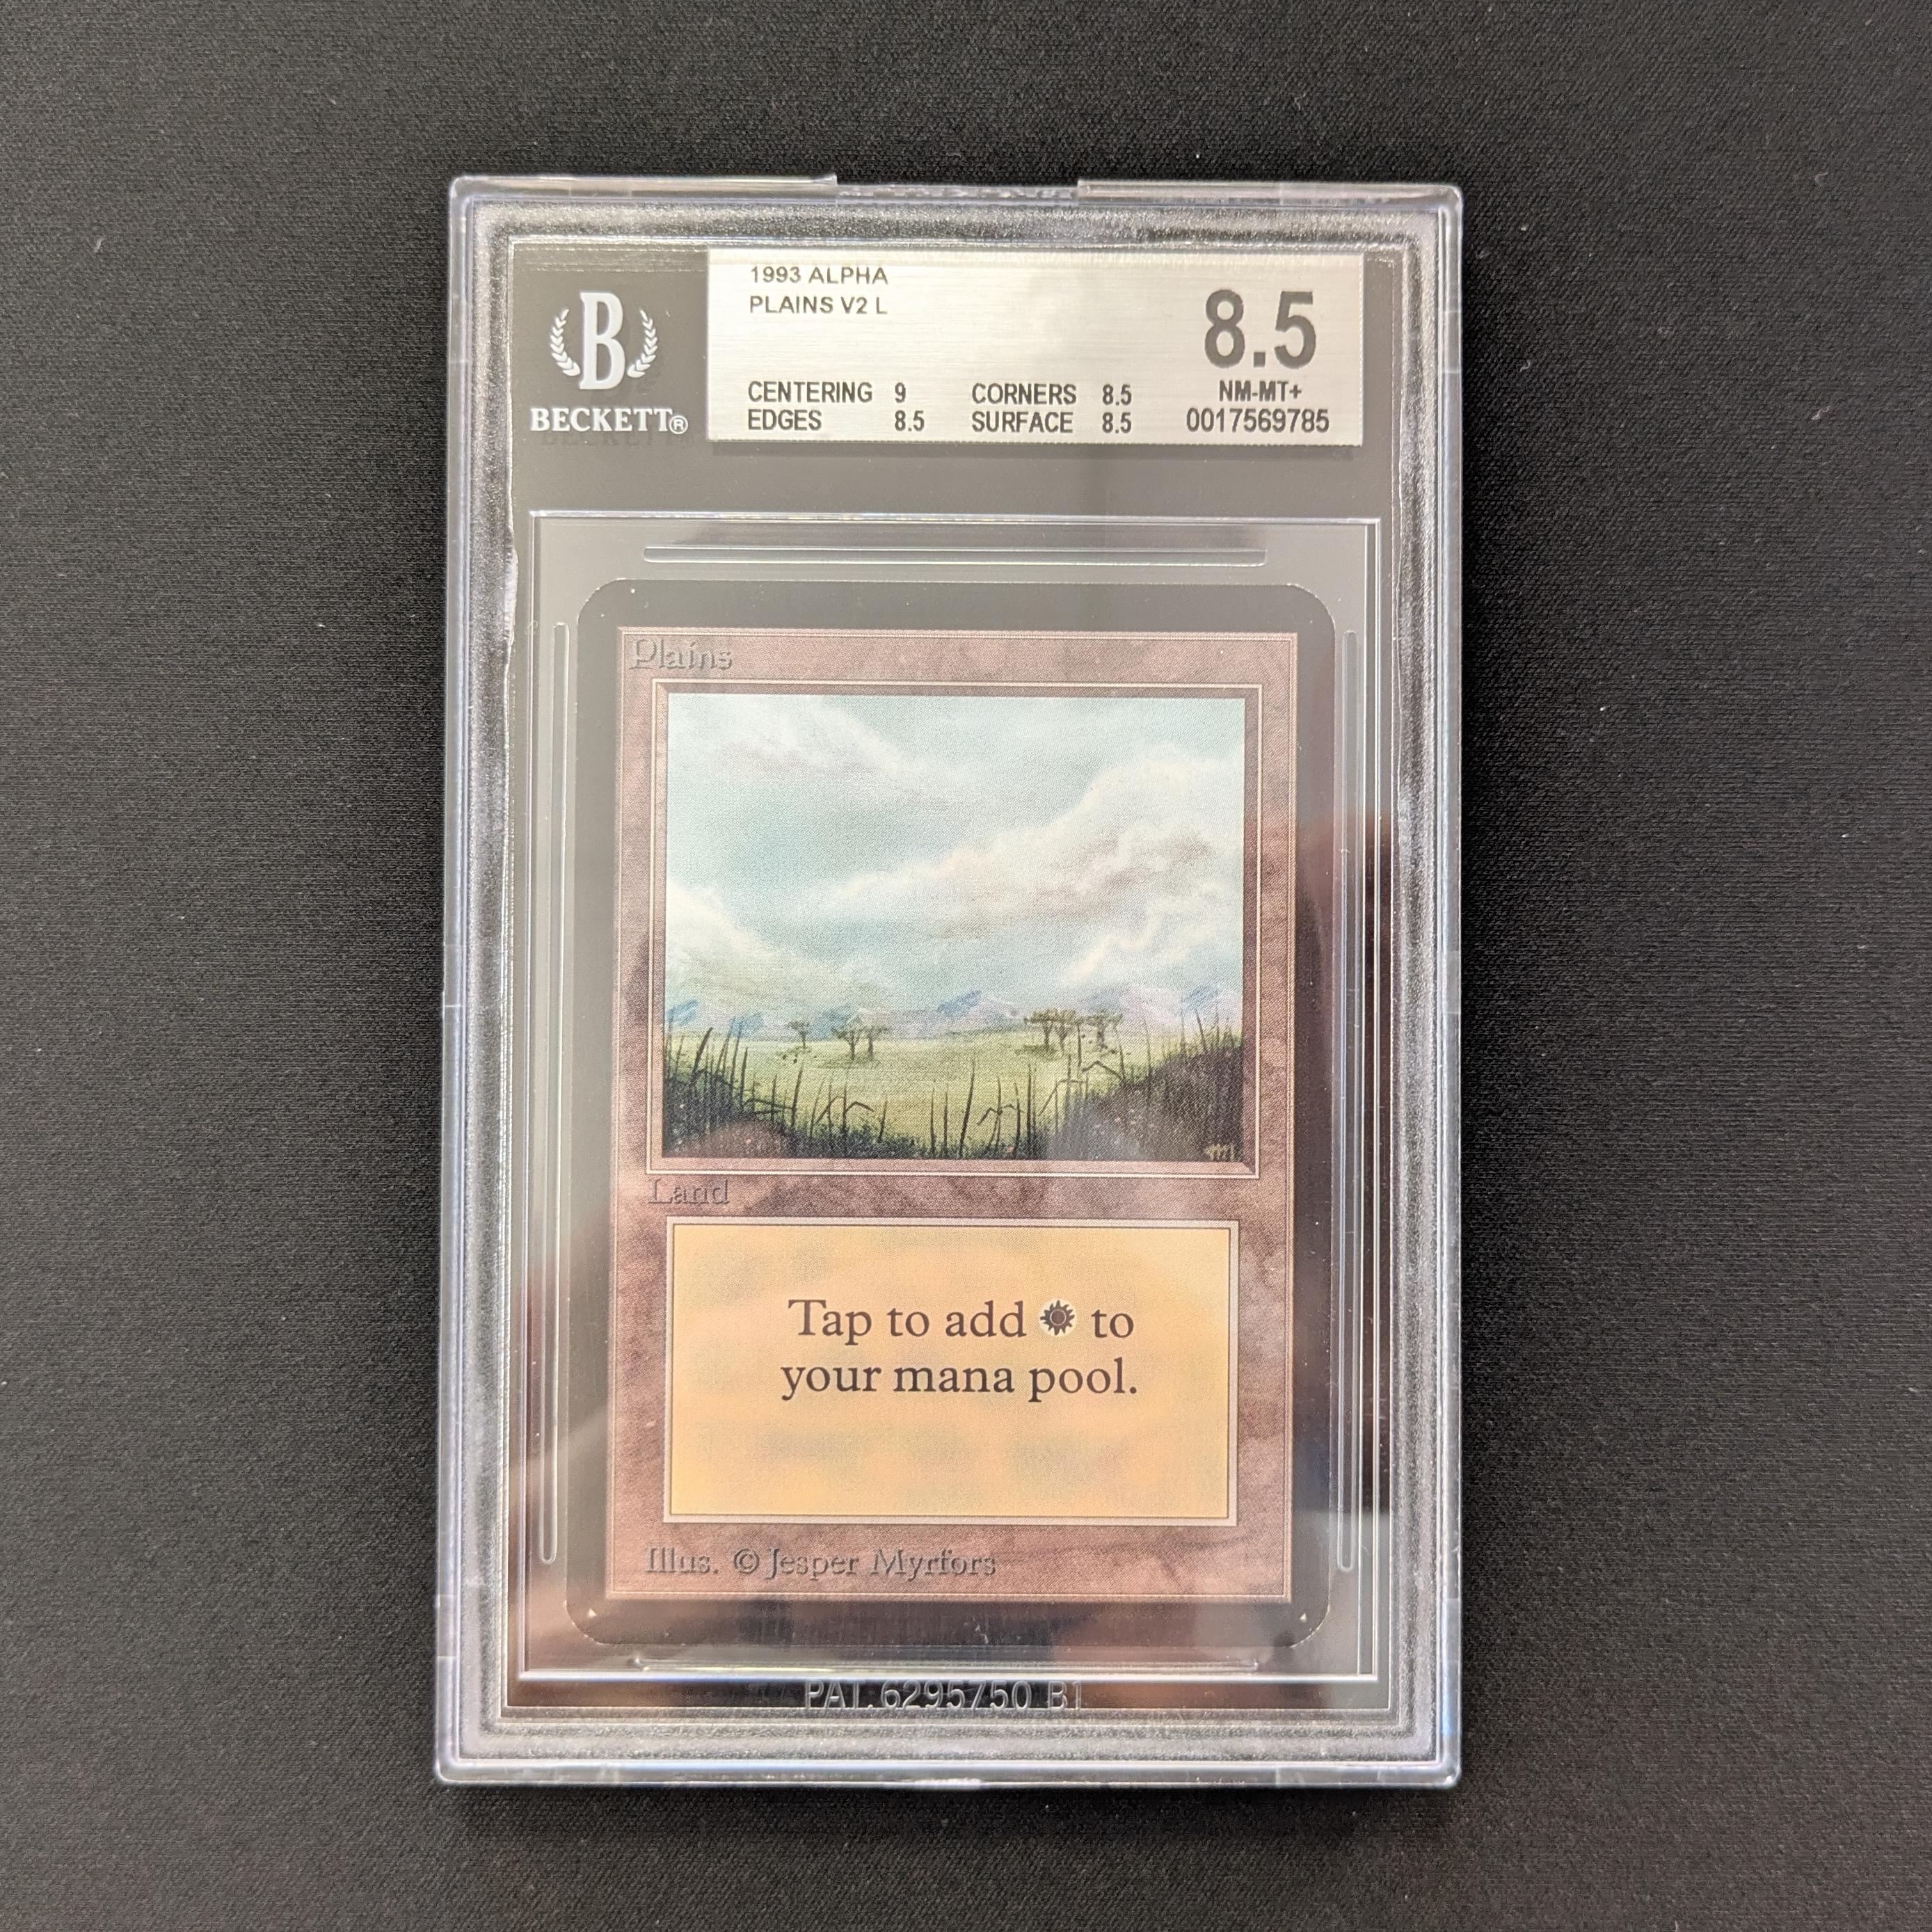 1993 ALPHA
PLAINS V2 L
8.5
B
CENTERING 9 CORNERS 8.5 NM-MT+
BECKETT® EDGES 8.5 SURFACE 8.5 0017569785
Plains
Land
Tap to add to
your mana pool.
Illus. © Jesper Myrfors
PAT. 6295750 B1